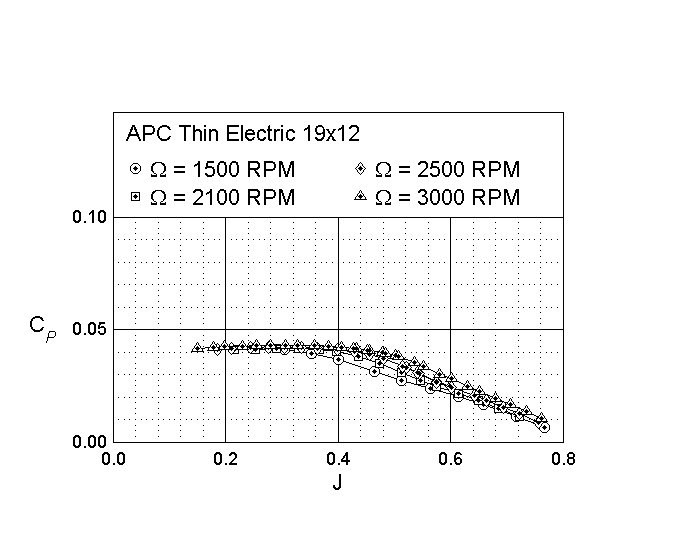 APC Thin Electric 19x12
Ω = 1500 RPM
Ω = 2500 RPM
Ω = 2100 RPM
Ω = 3000 RPM
0.10
0.05
0.00
CP
0.0 0.2 0.4 0.6 0.8
J